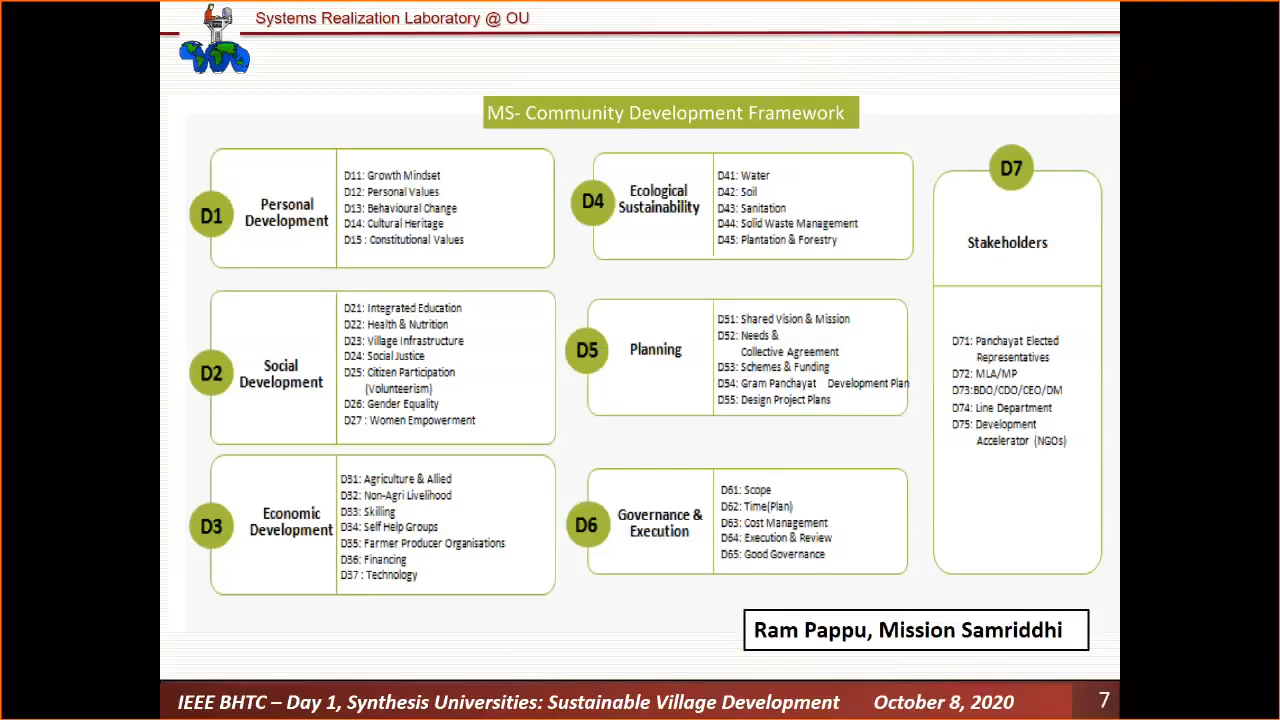 Systems Realization Laboratory @ OU
MS- Community Development Framework
D1
Personal
Development
D11: Growth Mindset
D12: Personal Values
D13: Behavioural Change
D14: Cultural Heritage
D15 : Constitutional Values
D2
Social
Development
D21: Integrated Education
D22: Health & Nutrition
D23: Village Infrastructure
D24: Social Justice
D25: Citizen Participation
(Volunteerism)
D26: Gender Equality
D27 : Women Empowerment
D3
Economic
Development
D31: Agriculture & Allied
D32: Non-Agri Livelihood
D33: Skilling
D34: Self Help Groups
D35: Farmer Producer Organisations
D36: Financing
D37 : Technology
D4
Ecological
Sustainability
D41: Water
D42: Soil
D43: Sanitation
D44: Solid Waste Management
D45: Plantation & Forestry
D5
Planning
D51: Shared Vision & Mission
D52: Needs &
Collective Agreement
D53: Schemes & Funding
D54: Gram Panchayat Development Plan
D55: Design Project Plans
D6
Governance &
Execution
D61: Scope
D62: Time(Plan)
D63: Cost Management
D64: Execution & Review
D65: Good Governance
D7
Stakeholders
D71: Panchayat Elected
Representatives
D72: MLA/MP
D73:BDO/CDO/CEO/DM
D74: Line Department
D75: Development
Accelerator (NGOs)
Ram Pappu, Mission Samriddhi
IEEE BHTC – Day 1, Synthesis Universities: Sustainable Village Development October 8, 2020 7